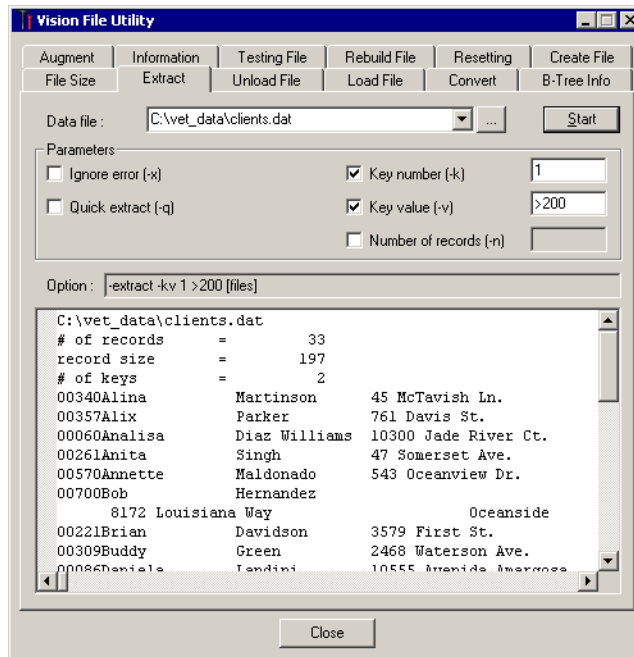 Vision File Utility
Augment Information Testing File Rebuild File Resetting Create File
File Size Extract Unload File Load File Convert B-Tree Info
Data file : C:\vet_data\clients.dat ... Start
Parameters
Ignore error (-x) Key number (-k) 1
Quick extract (-q) Key value (-v) >200
Number of records (-n)
Option : -extract -kv 1 >200 [files]
C:\vet_data\clients.dat
# of records = 33
record size = 197
# of keys = 2
00340Alina Martinson 45 McTavish Ln.
00357Alix Parker 761 Davis St.
00060Analisa Diaz Williams 10300 Jade River Ct.
00261Anita Singh 47 Somerset Ave.
00570Annette Maldonado 543 Oceanview Dr.
00700Bob Hernandez
8172 Louisiana Way Oceanside
00221Brian Davidson 3579 First St.
00309Buddy Green 2468 Waterson Ave.
00086Daniela Landini 10555 Avenida Amargosa
Close